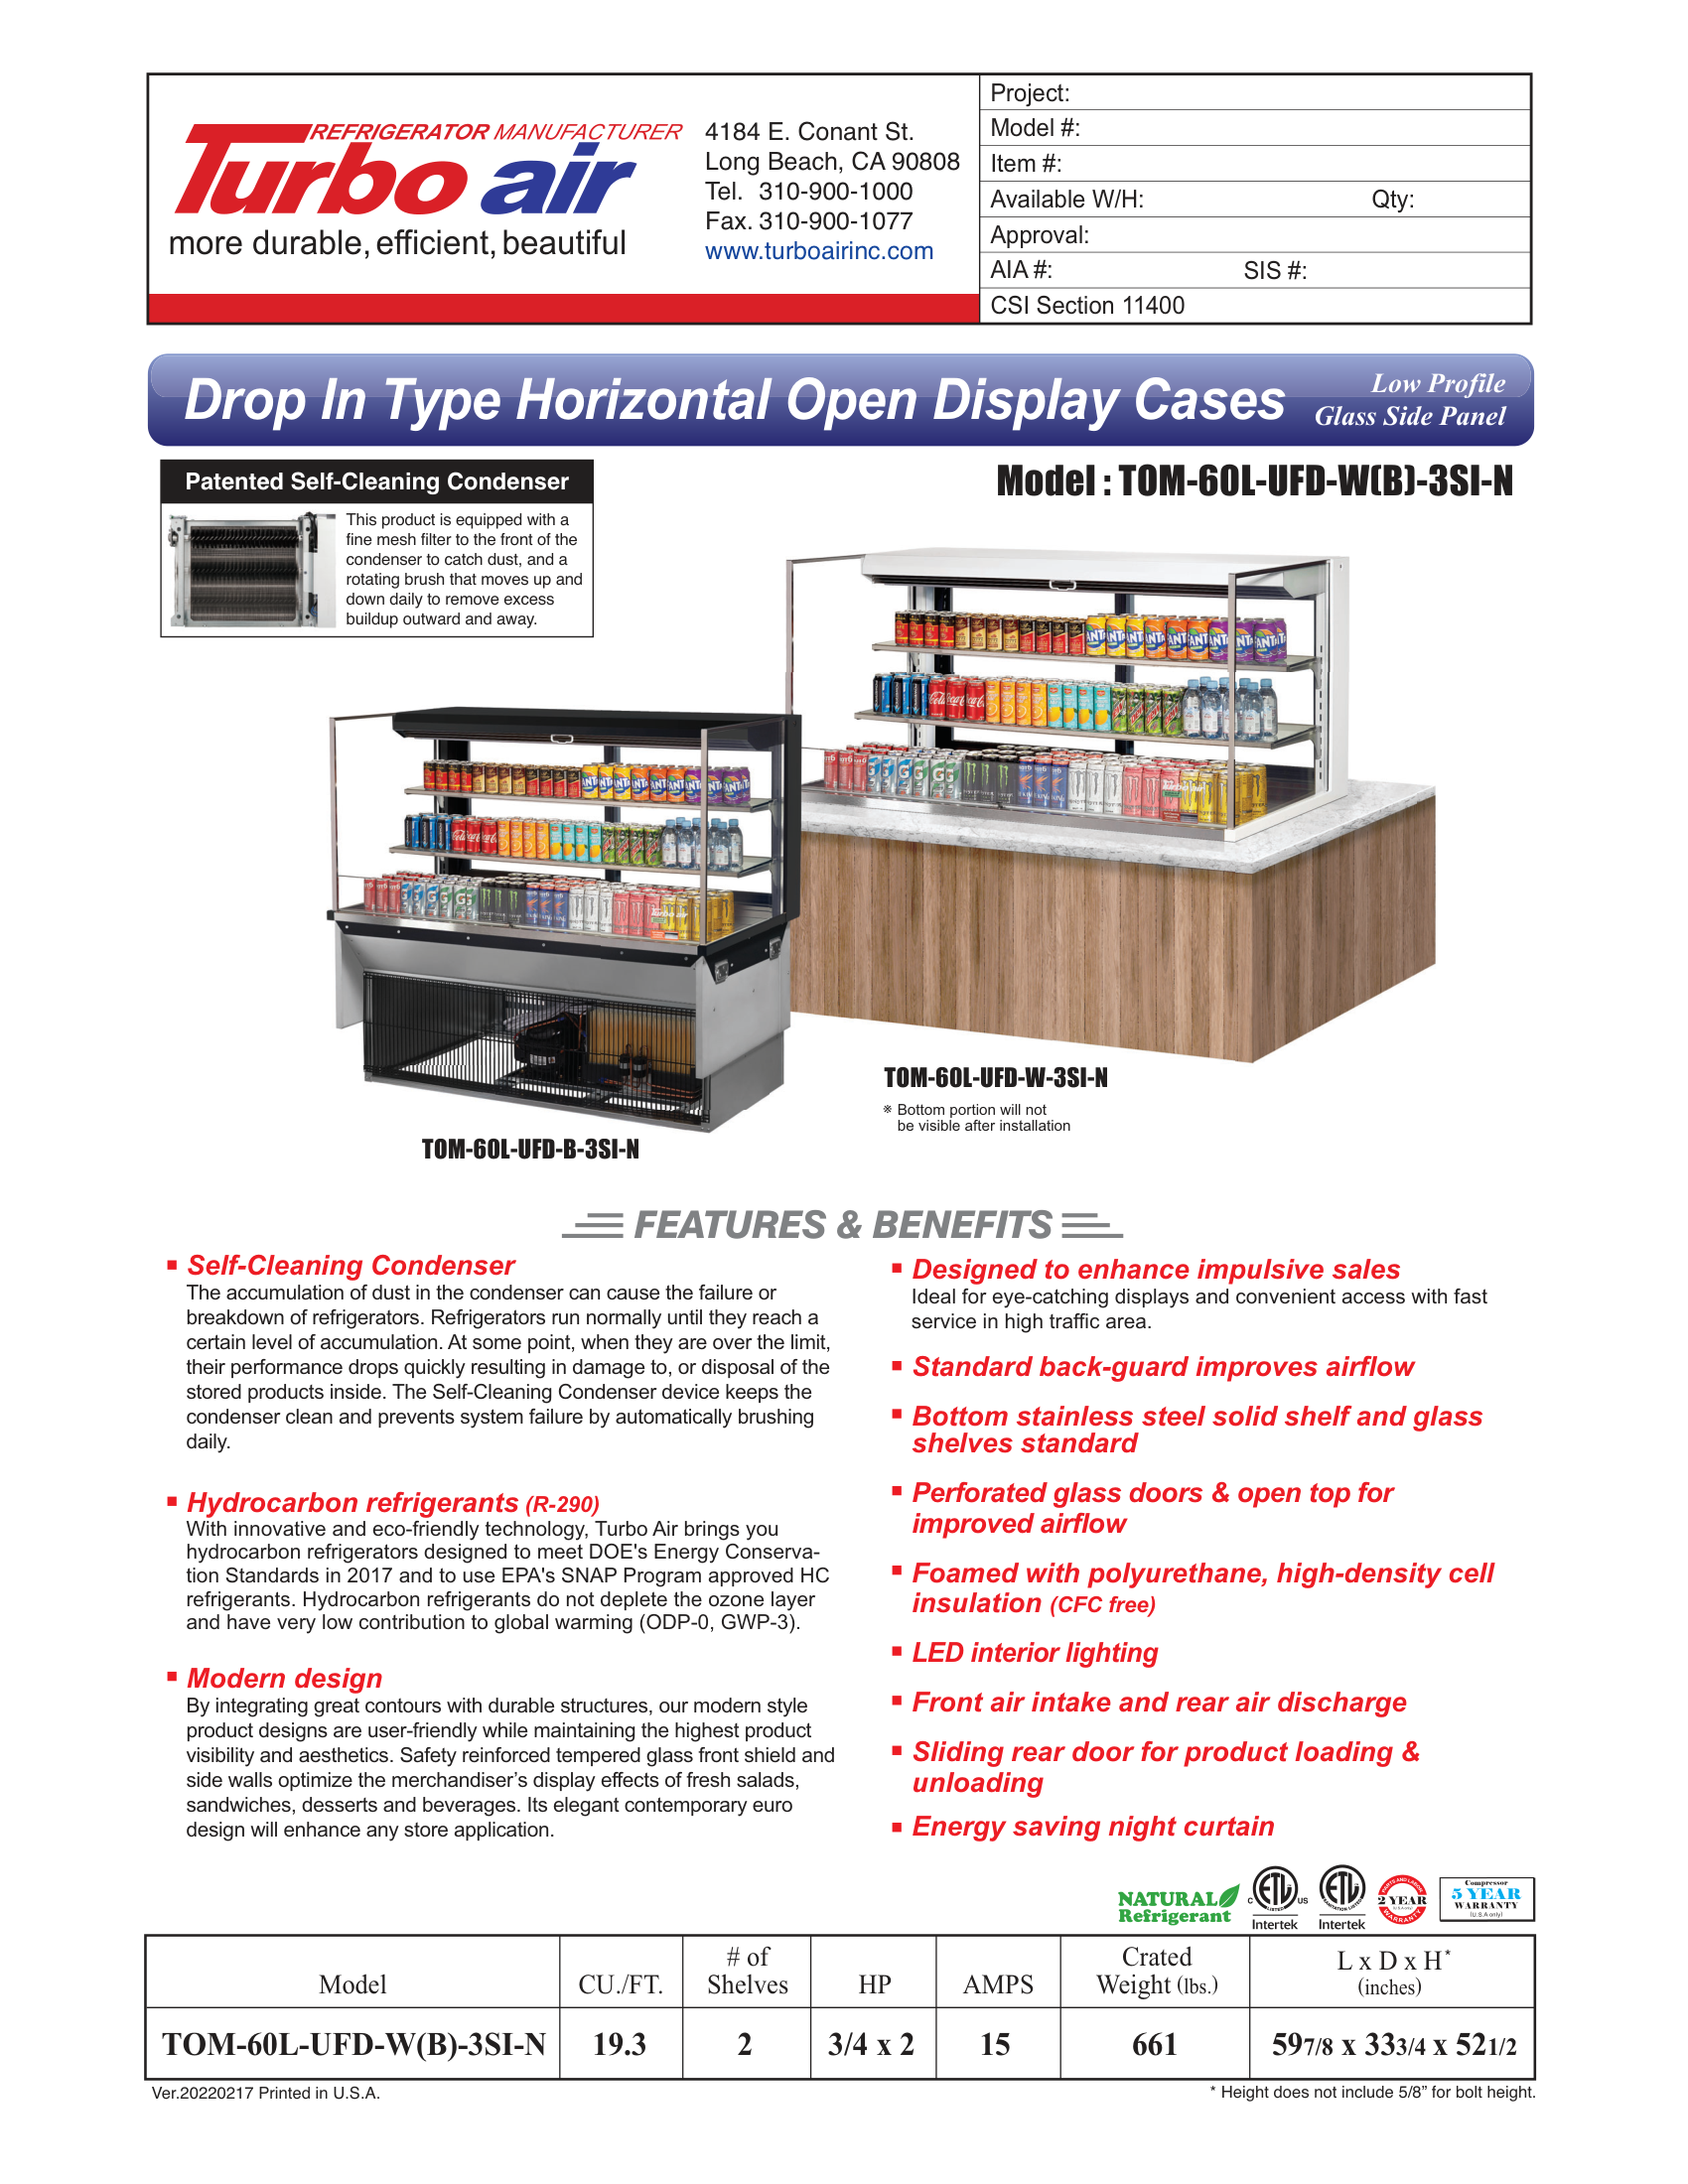 REFRIGERATOR MANUFACTURER
Turbo air
more durable, efficient, beautiful
4184 E. Conant St.
Long Beach, CA 90808
Tel. 310-900-1000
Fax. 310-900-1077
www.turboairinc.com
Project:
Model #:
Item #:
Available W/H: Qty:
Approval:
AIA #: SIS #:
CSI Section 11400
Drop In Type Horizontal Open Display Cases
Low Profile
Glass Side Panel
Patented Self-Cleaning Condenser
This product is equipped with a
fine mesh filter to the front of the
condenser to catch dust, and a
rotating brush that moves up and
down daily to remove excess
buildup outward and away.
Model : TOM-60L-UFD-W(B)-3SI-N
TOM-60L-UFD-W-3SI-N
※ Bottom portion will not
be visible after installation
TOM-60L-UFD-B-3SI-N
FEATURES & BENEFITS
▪ Self-Cleaning Condenser
The accumulation of dust in the condenser can cause the failure or
breakdown of refrigerators. Refrigerators run normally until they reach a
certain level of accumulation. At some point, when they are over the limit,
their performance drops quickly resulting in damage to, or disposal of the
stored products inside. The Self-Cleaning Condenser device keeps the
condenser clean and prevents system failure by automatically brushing
daily.
▪ Hydrocarbon refrigerants (R-290)
With innovative and eco-friendly technology, Turbo Air brings you
hydrocarbon refrigerators designed to meet DOE's Energy Conserva-
tion Standards in 2017 and to use EPA's SNAP Program approved HC
refrigerants. Hydrocarbon refrigerants do not deplete the ozone layer
and have very low contribution to global warming (ODP-0, GWP-3).
▪ Modern design
By integrating great contours with durable structures, our modern style
product designs are user-friendly while maintaining the highest product
visibility and aesthetics. Safety reinforced tempered glass front shield and
side walls optimize the merchandiser's display effects of fresh salads,
sandwiches, desserts and beverages. Its elegant contemporary euro
design will enhance any store application.
▪ Designed to enhance impulsive sales
Ideal for eye-catching displays and convenient access with fast
service in high traffic area.
▪ Standard back-guard improves airflow
▪ Bottom stainless steel solid shelf and glass
shelves standard
▪ Perforated glass doors & open top for
improved airflow
▪ Foamed with polyurethane, high-density cell
insulation (CFC free)
▪ LED interior lighting
▪ Front air intake and rear air discharge
▪ Sliding rear door for product loading &
unloading
▪ Energy saving night curtain
NATURAL
Refrigerant
C ETL US
LISTED
Intertek
ETL
SANITATION LISTED
Intertek
PARTS AND LABOR
2 YEAR
(U.S.A only)
WARRANTY
Compressor
5 YEAR
WARRANTY
(U.S.A only)
Model CU./FT. # of Shelves HP AMPS Crated Weight (lbs.) L x D x H* (inches)
TOM-60L-UFD-W(B)-3SI-N 19.3 2 3/4 x 2 15 661 597/8 x 333/4 x 521/2
Ver.20220217 Printed in U.S.A.
* Height does not include 5/8” for bolt height.